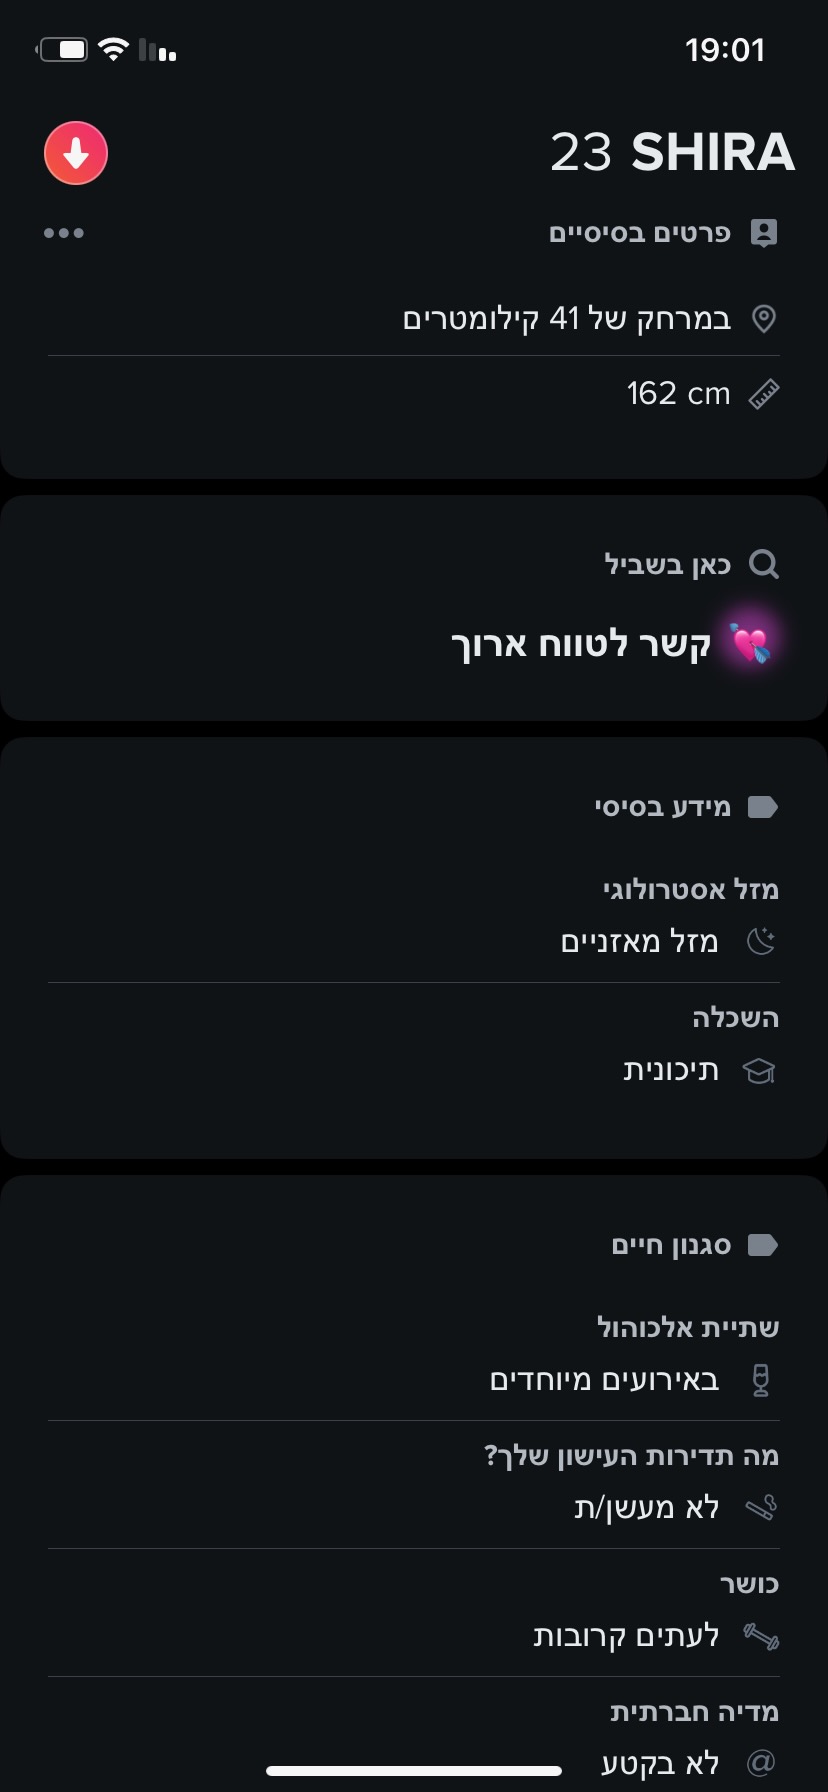 19:01
SHIRA 23
פרטים בסיסיים
במרחק של 41 קילומטרים
162 cm
כאן בשביל
קשר לטווח ארוך
מידע בסיסי
מזל אסטרולוגי
מזל מאזניים
השכלה
תיכונית
סגנון חיים
שתיית אלכוהול
באירועים מיוחדים
מה תדירות העישון שלך?
לא מעשן/ת
כושר
לעתים קרובות
מדיה חברתית
לא בקטע